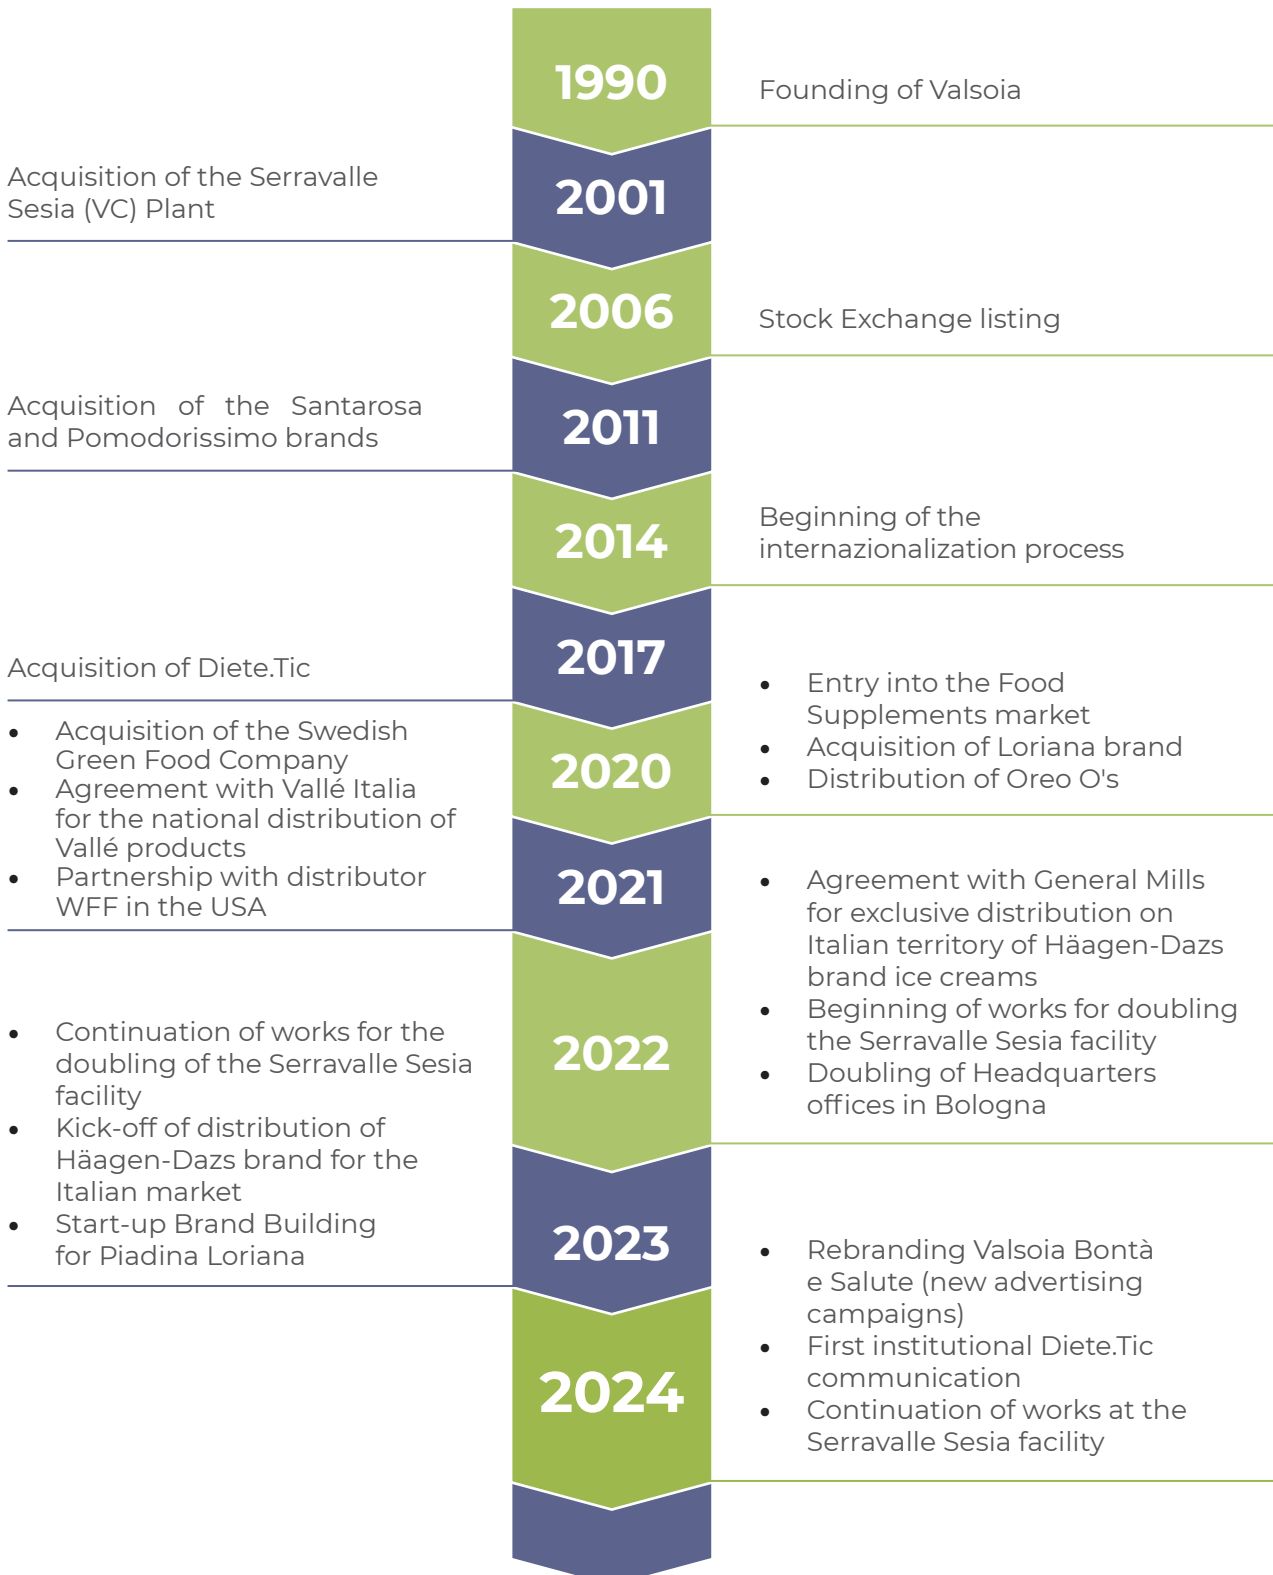 1990
Founding of Valsoia
Acquisition of the Serravalle
Sesia (VC) Plant
2001
2006
Stock Exchange listing
Acquisition of the Santarosa
and Pomodorissimo brands
2011
2014
Beginning of the
internazionalization process
Acquisition of Diete.Tic
2017
2020
• Entry into the Food
Supplements market
• Acquisition of Loriana brand
• Distribution of Oreo O's
• Acquisition of the Swedish
Green Food Company
• Agreement with Vallé Italia
for the national distribution of
Vallé products
• Partnership with distributor
WFF in the USA
2021
2022
• Agreement with General Mills
for exclusive distribution on
Italian territory of Häagen-Dazs
brand ice creams
• Beginning of works for doubling
the Serravalle Sesia facility
• Doubling of Headquarters
offices in Bologna
• Continuation of works for the
doubling of the Serravalle Sesia
facility
• Kick-off of distribution of
Häagen-Dazs brand for the
Italian market
• Start-up Brand Building
for Piadina Loriana
2023
2024
• Rebranding Valsoia Bontà
e Salute (new advertising
campaigns)
• First institutional Diete.Tic
communication
• Continuation of works at the
Serravalle Sesia facility